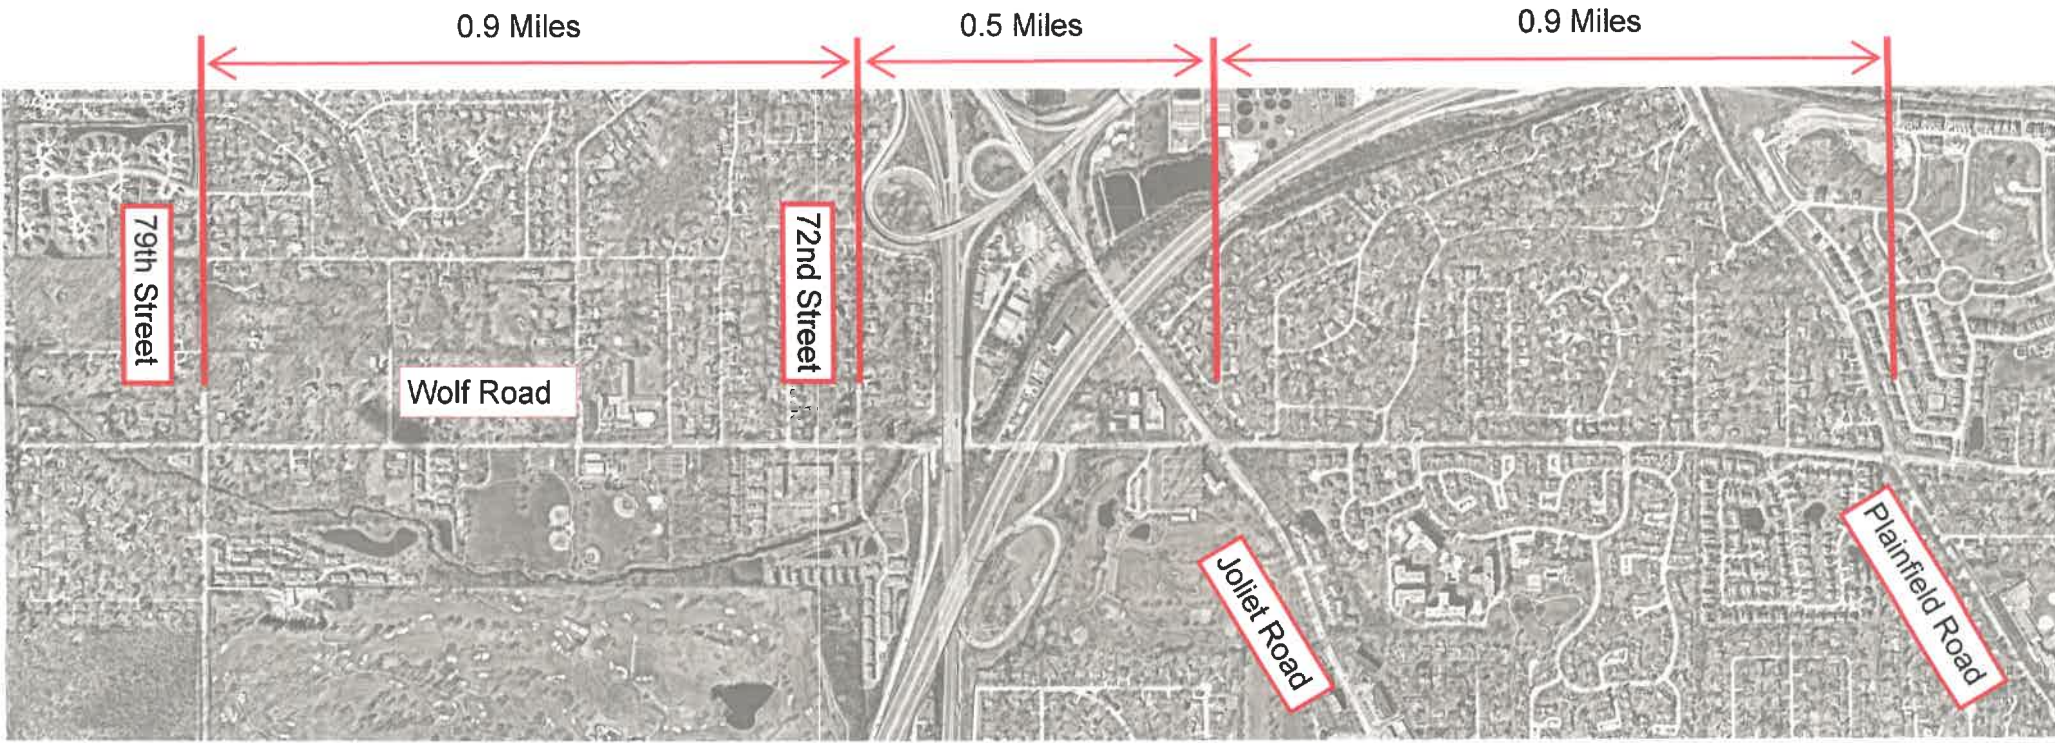 0.9 Miles
0.5 Miles
0.9 Miles
79th Street
72nd Street
Wolf Road
Joliet Road
Plainfield Road